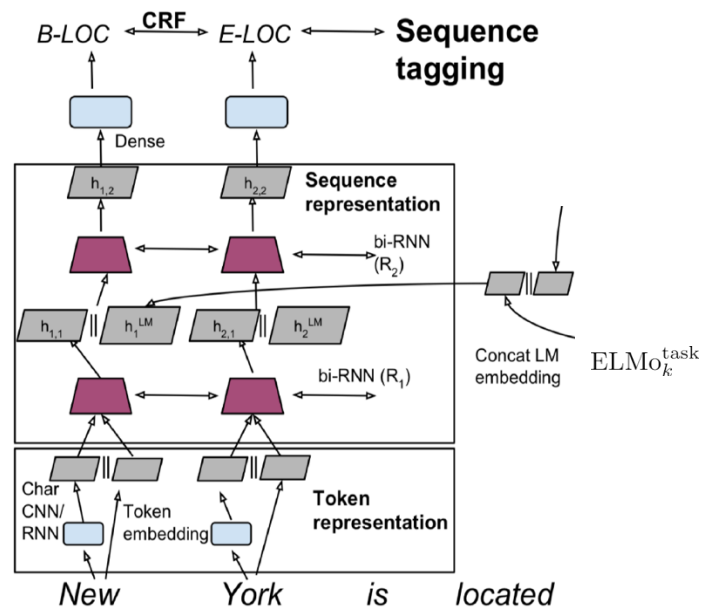 CRF
B-LOC E-LOC Sequence
tagging
Dense
h1,2 h2,2 Sequence
representation
bi-RNN
(R2)
h1,1 || h1LM h2,1 || h2LM ||
Concat LM
embedding
ELMo_k^task
bi-RNN (R1)
|| ||
Char
CNN/
RNN
Token
embedding
Token
representation
New York is located